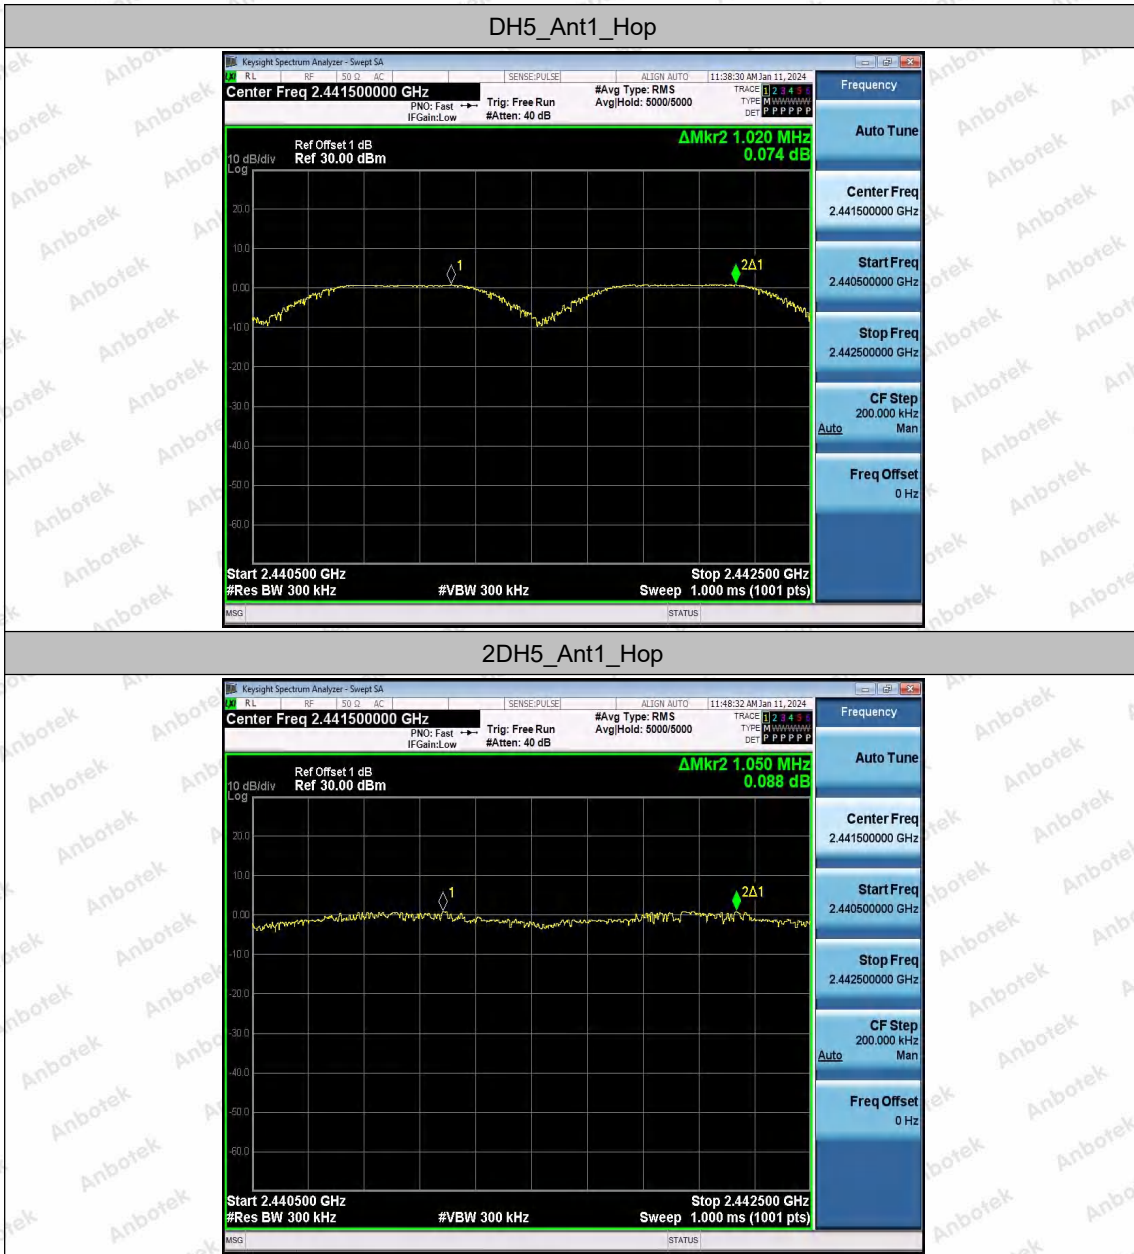 DH5_Ant1_Hop
Keysight Spectrum Analyzer - Swept SA
LXI RL RF 50 Ω AC SENSE:PULSE ALIGN AUTO 11:38:30 AM Jan 11, 2024
Center Freq 2.441500000 GHz
#Avg Type: RMS
TRACE 1 2 3 4 5 6
PNO: Fast
Trig: Free Run
Avg|Hold: 5000/5000
TYPE M WWWWW
IFGain:Low
#Atten: 40 dB
DET P P P P P P
Frequency
Auto Tune
ΔMkr2 1.020 MHz
0.074 dB
Ref Offset 1 dB
10 dB/div Ref 30.00 dBm
Log
20.0
10.0
0.00
-10.0
-20.0
-30.0
-40.0
-50.0
-60.0
1
2Δ1
Center Freq
2.441500000 GHz
Start Freq
2.440500000 GHz
Stop Freq
2.442500000 GHz
CF Step
200.000 kHz
Auto Man
Freq Offset
0 Hz
Start 2.440500 GHz Stop 2.442500 GHz
#Res BW 300 kHz #VBW 300 kHz Sweep 1.000 ms (1001 pts)
MSG STATUS
2DH5_Ant1_Hop
Keysight Spectrum Analyzer - Swept SA
LXI RL RF 50 Ω AC SENSE:PULSE ALIGN AUTO 11:48:32 AM Jan 11, 2024
Center Freq 2.441500000 GHz
#Avg Type: RMS
TRACE 1 2 3 4 5 6
PNO: Fast
Trig: Free Run
Avg|Hold: 5000/5000
TYPE M WWWWW
IFGain:Low
#Atten: 40 dB
DET P P P P P P
Frequency
Auto Tune
ΔMkr2 1.050 MHz
0.088 dB
Ref Offset 1 dB
10 dB/div Ref 30.00 dBm
Log
20.0
10.0
0.00
-10.0
-20.0
-30.0
-40.0
-50.0
-60.0
1
2Δ1
Center Freq
2.441500000 GHz
Start Freq
2.440500000 GHz
Stop Freq
2.442500000 GHz
CF Step
200.000 kHz
Auto Man
Freq Offset
0 Hz
Start 2.440500 GHz Stop 2.442500 GHz
#Res BW 300 kHz #VBW 300 kHz Sweep 1.000 ms (1001 pts)
MSG STATUS
Anbotek